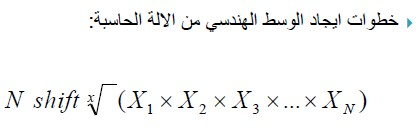 خطوات ايجاد الوسط الهندسي من الالة الحاسبة:
N shift ˣ√ (X₁ × X₂ × X₃ × ... × X_N)